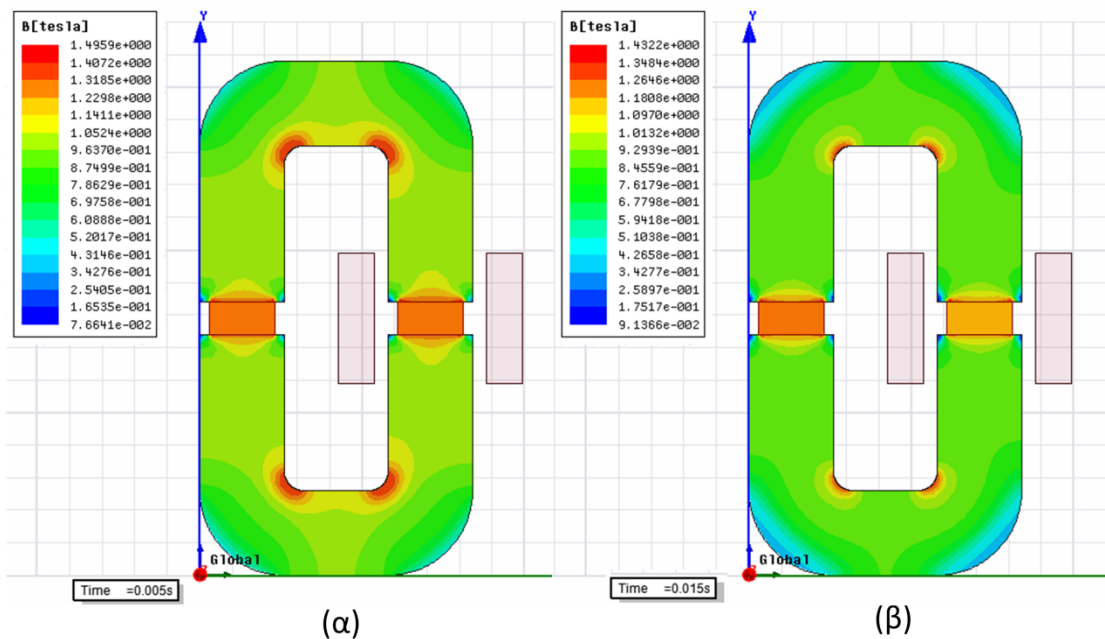 B[tesla]
1.4959e+000
1.4072e+000
1.3185e+000
1.2298e+000
1.1411e+000
1.0524e+000
9.6370e-001
8.7499e-001
7.8629e-001
6.9758e-001
6.0888e-001
5.2017e-001
4.3146e-001
3.4276e-001
2.5405e-001
1.6535e-001
7.6641e-002
Y
Global
Time =0.005s
(α)
B[tesla]
1.4322e+000
1.3484e+000
1.2646e+000
1.1808e+000
1.0970e+000
1.0132e+000
9.2939e-001
8.4559e-001
7.6179e-001
6.7798e-001
5.9418e-001
5.1038e-001
4.2658e-001
3.4277e-001
2.5897e-001
1.7517e-001
9.1366e-002
Y
Global
Time =0.015s
(β)